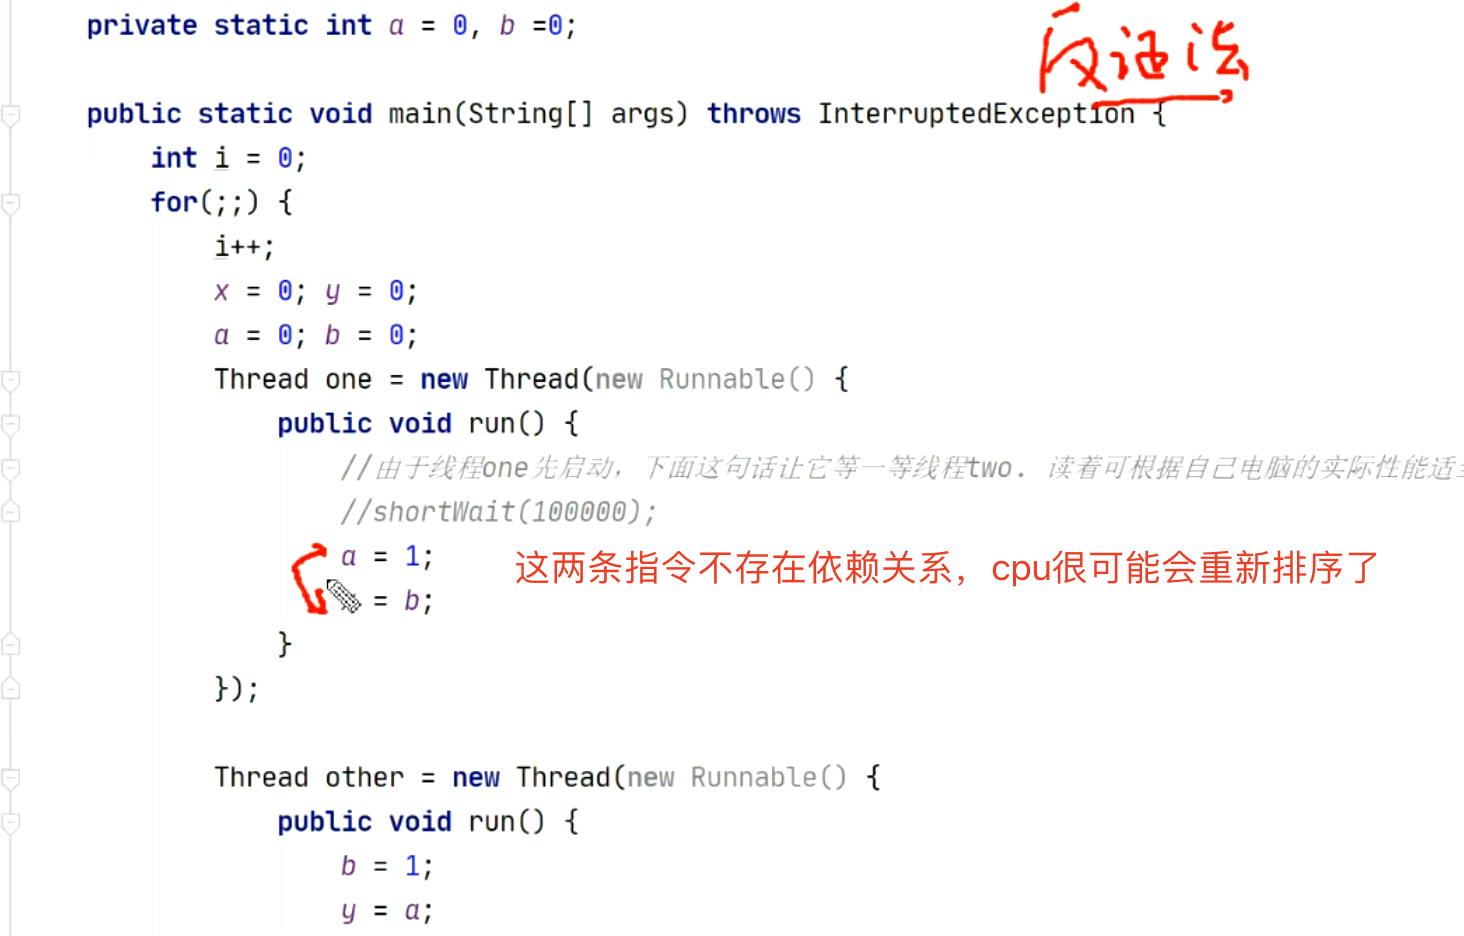 private static int a = 0, b =0;
反证法
public static void main(String[] args) throws InterruptedException {
int i = 0;
for(;;) {
i++;
x = 0; y = 0;
a = 0; b = 0;
Thread one = new Thread(new Runnable() {
public void run() {
//由于线程one先启动，下面这句话让它等一等线程two. 读着可根据自己电脑的实际性能适
//shortWait(100000);
a = 1;
这两条指令不存在依赖关系，cpu很可能会重新排序了
= b;
}
});
Thread other = new Thread(new Runnable() {
public void run() {
b = 1;
y = a;